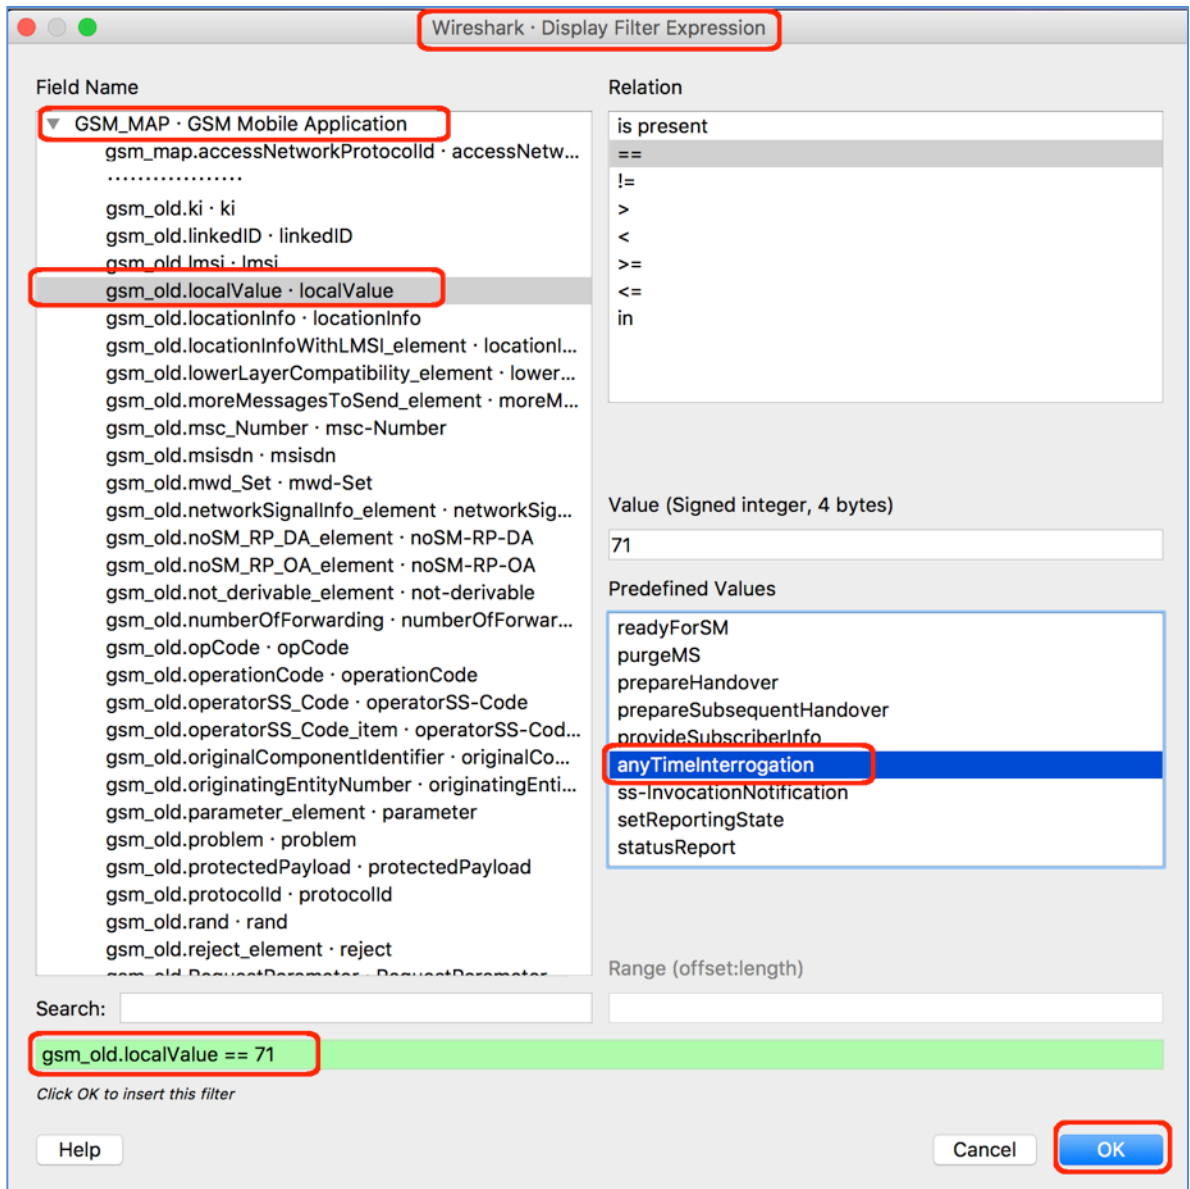 Wireshark · Display Filter Expression
Field Name
GSM_MAP · GSM Mobile Application
gsm_map.accessNetworkProtocolId · accessNetw...
..................
gsm_old.ki · ki
gsm_old.linkedID · linkedID
gsm_old.lmsi · lmsi
gsm_old.localValue · localValue
gsm_old.locationInfo · locationInfo
gsm_old.locationInfoWithLMSI_element · locationI...
gsm_old.lowerLayerCompatibility_element · lower...
gsm_old.moreMessagesToSend_element · moreM...
gsm_old.msc_Number · msc-Number
gsm_old.msisdn · msisdn
gsm_old.mwd_Set · mwd-Set
gsm_old.networkSignalInfo_element · networkSig...
gsm_old.noSM_RP_DA_element · noSM-RP-DA
gsm_old.noSM_RP_OA_element · noSM-RP-OA
gsm_old.not_derivable_element · not-derivable
gsm_old.numberOfForwarding · numberOfForwar...
gsm_old.opCode · opCode
gsm_old.operationCode · operationCode
gsm_old.operatorSS_Code · operatorSS-Code
gsm_old.operatorSS_Code_item · operatorSS-Cod...
gsm_old.originalComponentIdentifier · originalCo...
gsm_old.originatingEntityNumber · originatingEnti...
gsm_old.parameter_element · parameter
gsm_old.problem · problem
gsm_old.protectedPayload · protectedPayload
gsm_old.protocolId · protocolId
gsm_old.rand · rand
gsm_old.reject_element · reject
gsm_old.RequestParameter · RequestParameter
Relation
is present
==
!=
>
<
>=
<=
in
Value (Signed integer, 4 bytes)
71
Predefined Values
readyForSM
purgeMS
prepareHandover
prepareSubsequentHandover
provideSubscriberInfo
anyTimeInterrogation
ss-InvocationNotification
setReportingState
statusReport
Range (offset:length)
Search:
gsm_old.localValue == 71
Click OK to insert this filter
Help
Cancel
OK